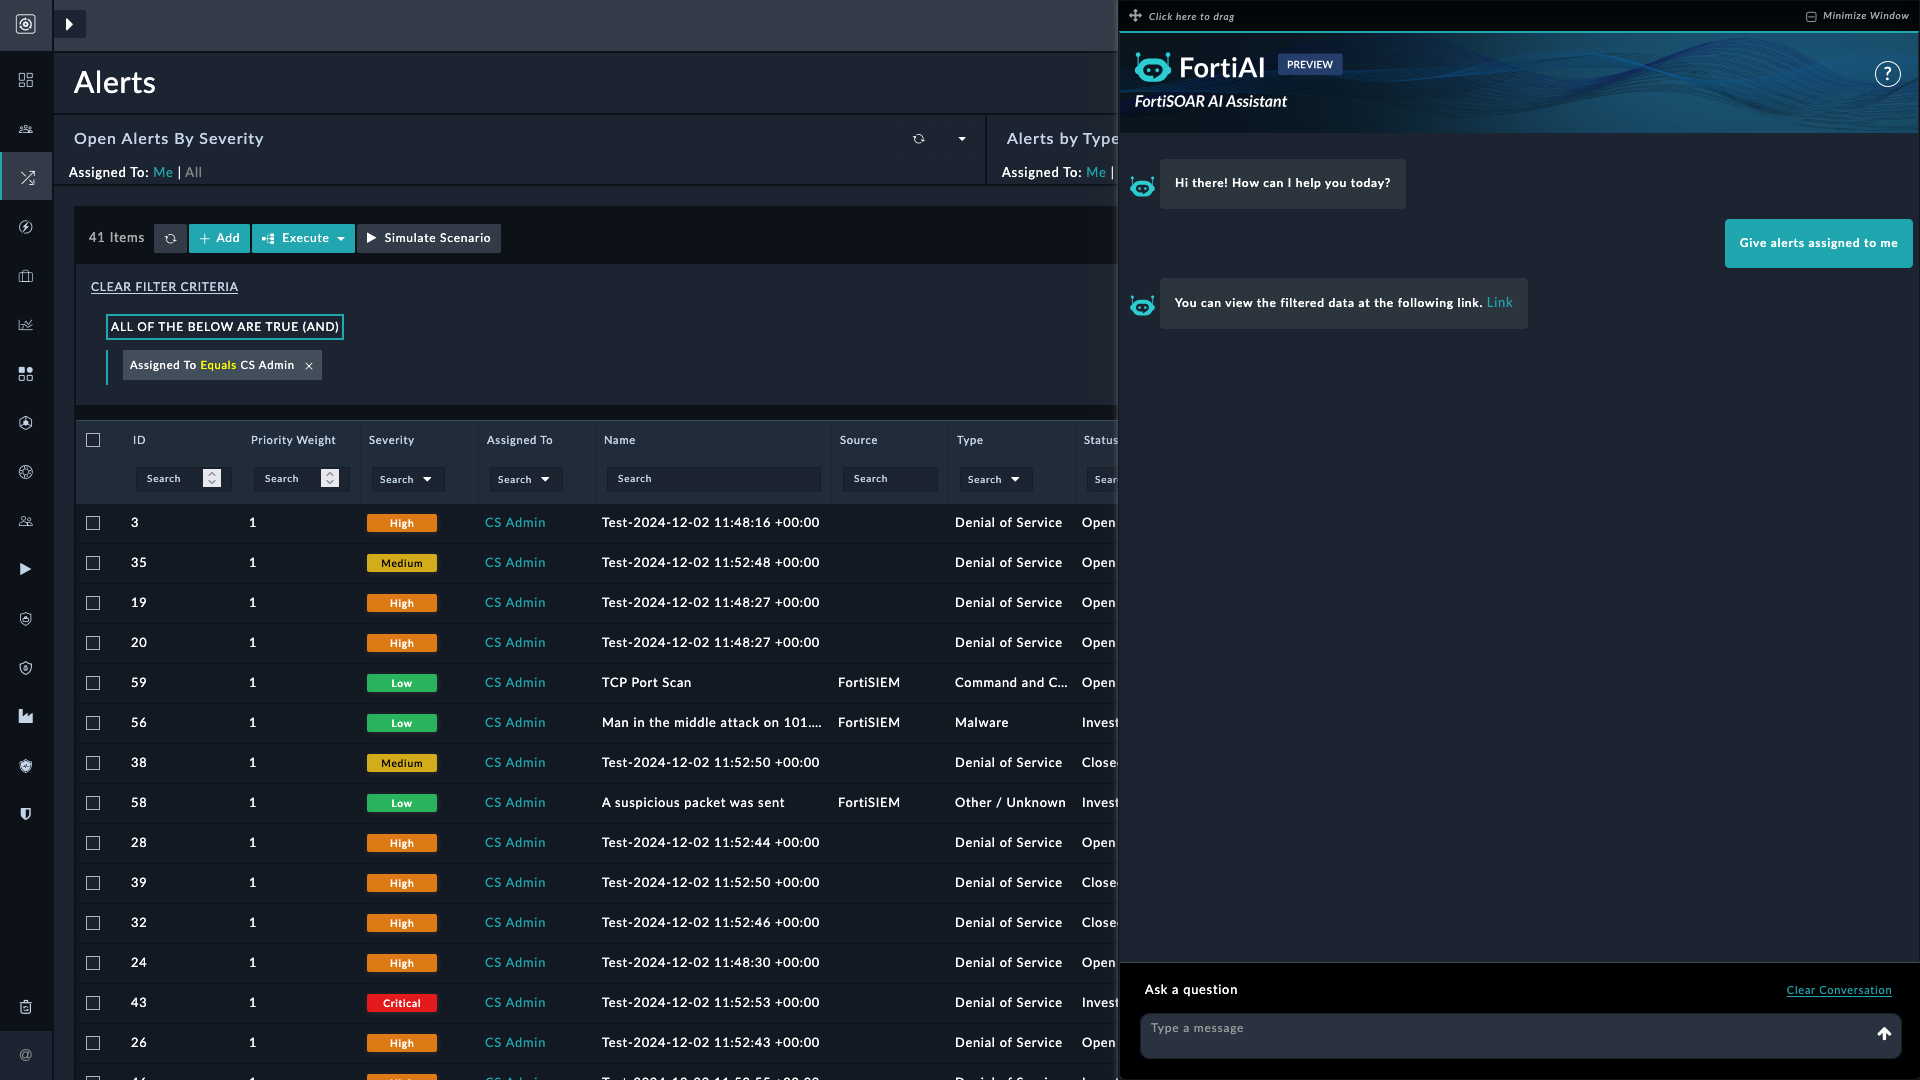 Alerts
Open Alerts By Severity
Assigned To: Me | All
Alerts by Type
Assigned To: Me |
41 Items
Add
Execute
Simulate Scenario
CLEAR FILTER CRITERIA
ALL OF THE BELOW ARE TRUE (AND)
Assigned To Equals CS Admin ×
ID Priority Weight Severity Assigned To Name Source Type Status
Search Search Search Search Search Search Search Sear
3 1 High CS Admin Test-2024-12-02 11:48:16 +00:00 Denial of Service Open
35 1 Medium CS Admin Test-2024-12-02 11:52:48 +00:00 Denial of Service Open
19 1 High CS Admin Test-2024-12-02 11:48:27 +00:00 Denial of Service Open
20 1 High CS Admin Test-2024-12-02 11:48:27 +00:00 Denial of Service Open
59 1 Low CS Admin TCP Port Scan FortiSIEM Command and C... Open
56 1 Low CS Admin Man in the middle attack on 101.... FortiSIEM Malware Invest
38 1 Medium CS Admin Test-2024-12-02 11:52:50 +00:00 Denial of Service Close
58 1 Low CS Admin A suspicious packet was sent FortiSIEM Other / Unknown Invest
28 1 High CS Admin Test-2024-12-02 11:52:44 +00:00 Denial of Service Open
39 1 High CS Admin Test-2024-12-02 11:52:50 +00:00 Denial of Service Close
32 1 High CS Admin Test-2024-12-02 11:52:46 +00:00 Denial of Service Close
24 1 High CS Admin Test-2024-12-02 11:48:30 +00:00 Denial of Service Open
43 1 Critical CS Admin Test-2024-12-02 11:52:53 +00:00 Denial of Service Invest
26 1 High CS Admin Test-2024-12-02 11:52:43 +00:00 Denial of Service Open
Click here to drag
Minimize Window
FortiAI PREVIEW
FortiSOAR AI Assistant
?
Hi there! How can I help you today?
Give alerts assigned to me
You can view the filtered data at the following link. Link
Ask a question
Clear Conversation
Type a message
@